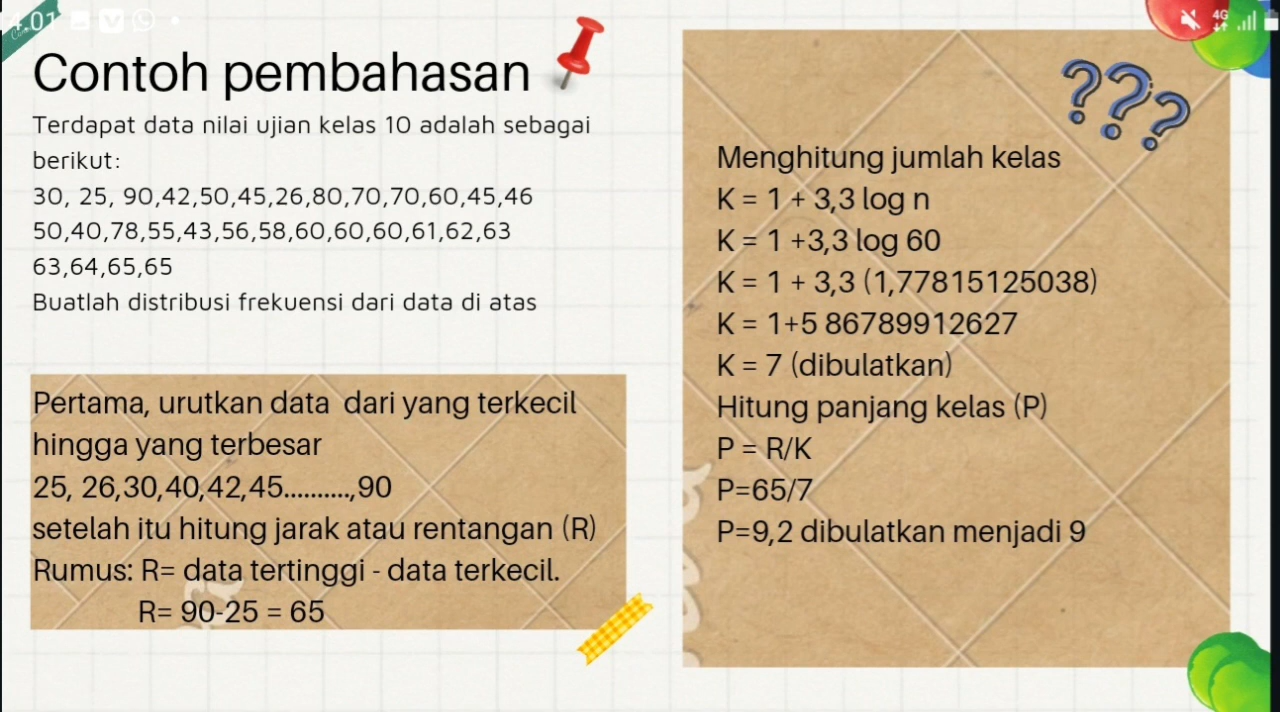 4.01
4G
Contoh pembahasan
Terdapat data nilai ujian kelas 10 adalah sebagai
berikut:
30, 25, 90,42,50,45,26,80,70,70,60,45,46
50,40,78,55,43,56,58,60,60,60,61,62,63
63,64,65,65
Buatlah distribusi frekuensi dari data di atas
Pertama, urutkan data dari yang terkecil
hingga yang terbesar
25, 26,30,40,42,45..........,90
setelah itu hitung jarak atau rentangan (R)
Rumus: R= data tertinggi - data terkecil.
R= 90-25 = 65
???
Menghitung jumlah kelas
K = 1 + 3,3 log n
K = 1 +3,3 log 60
K = 1 + 3,3 (1,77815125038)
K = 1+5 86789912627
K = 7 (dibulatkan)
Hitung panjang kelas (P)
P = R/K
P=65/7
P=9,2 dibulatkan menjadi 9